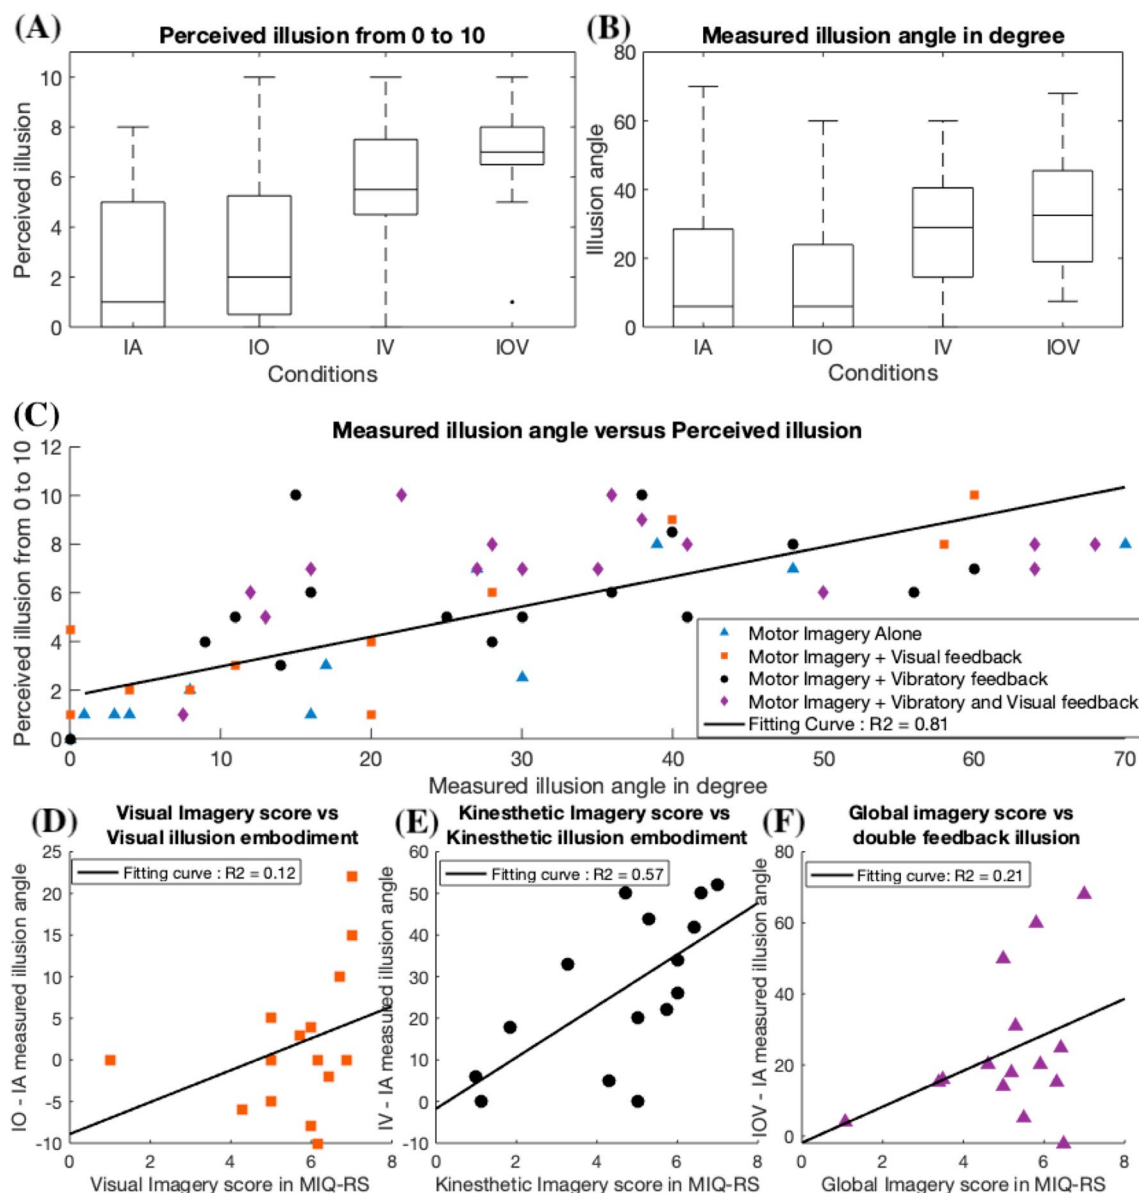 (A)
Perceived illusion from 0 to 10
Perceived illusion
10
8
6
4
2
0
IA IO IV IOV
Conditions
(B)
Measured illusion angle in degree
Illusion angle
80
60
40
20
0
IA IO IV IOV
Conditions
(C)
Measured illusion angle versus Perceived illusion
Perceived illusion from 0 to 10
12
10
8
6
4
2
0
0 10 20 30 40 50 60 70
Measured illusion angle in degree
Motor Imagery Alone
Motor Imagery + Visual feedback
Motor Imagery + Vibratory feedback
Motor Imagery + Vibratory and Visual feedback
Fitting Curve : R2 = 0.81
(D)
Visual Imagery score vs
Visual illusion embodiment
IO - IA measured illusion angle
25
20
15
10
5
0
-5
-10
Fitting curve : R2 = 0.12
0 2 4 6 8
Visual Imagery score in MIQ-RS
(E)
Kinesthetic Imagery score vs
Kinesthetic illusion embodiment
IV - IA measured illusion angle
60
50
40
30
20
10
0
-10
Fitting curve : R2 = 0.57
0 2 4 6 8
Kinesthetic Imagery score in MIQ-RS
(F)
Global imagery score vs
double feedback illusion
IOV - IA measured illusion angle
80
60
40
20
0
Fitting curve: R2 = 0.21
0 2 4 6 8
Global Imagery score in MIQ-RS